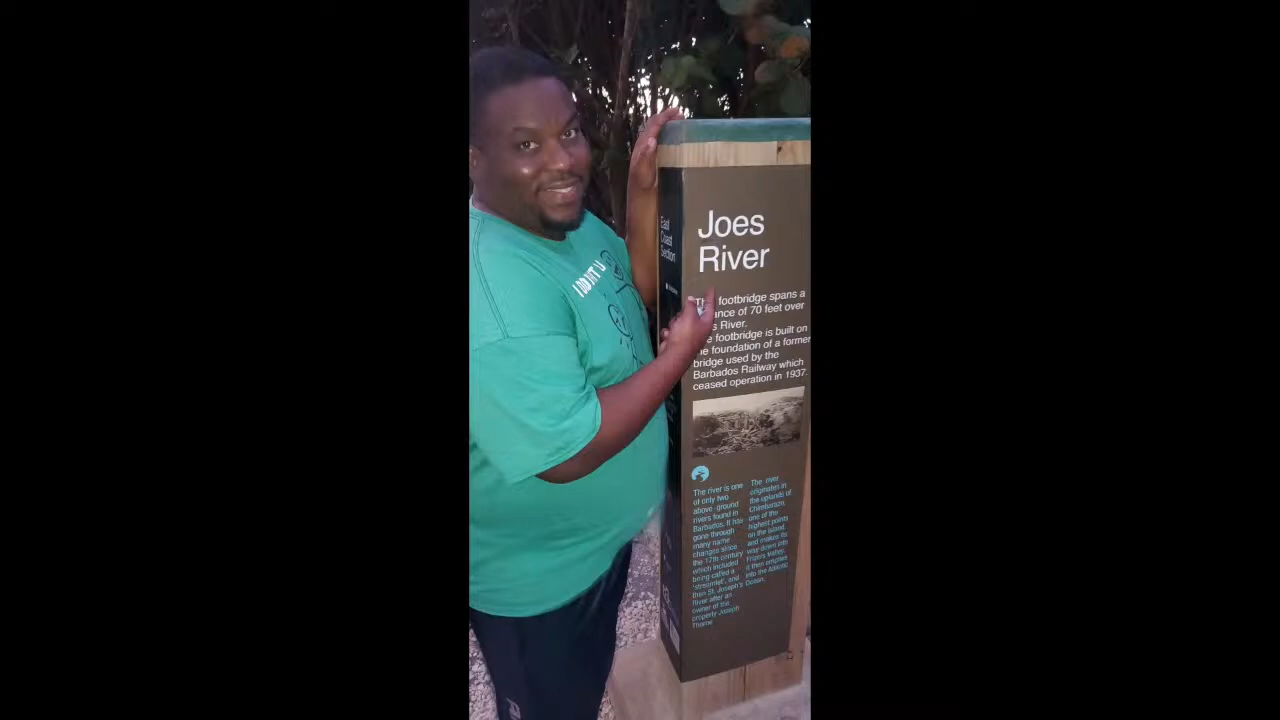 I DO N'T U
East
Coast
Section
Joes
River
footbridge spans a
ance of 70 feet over
s River.
e footbridge is built on
he foundation of a former
bridge used by the
Barbados Railway which
ceased operation in 1937.
The river is one
of only two
above-ground
rivers found in
Barbados. It has
gone through
many name
changes since
the 17th century
which included
being called a
'streamlet', and
then St. Joseph's
River after an
owner of the
property Joseph
Thorne
The river
originates in
the uplands of
Chimborazo,
one of the
highest points
on the island
and makes its
way down into
Frizers Valley,
it then empties
into the Atlantic
Ocean.